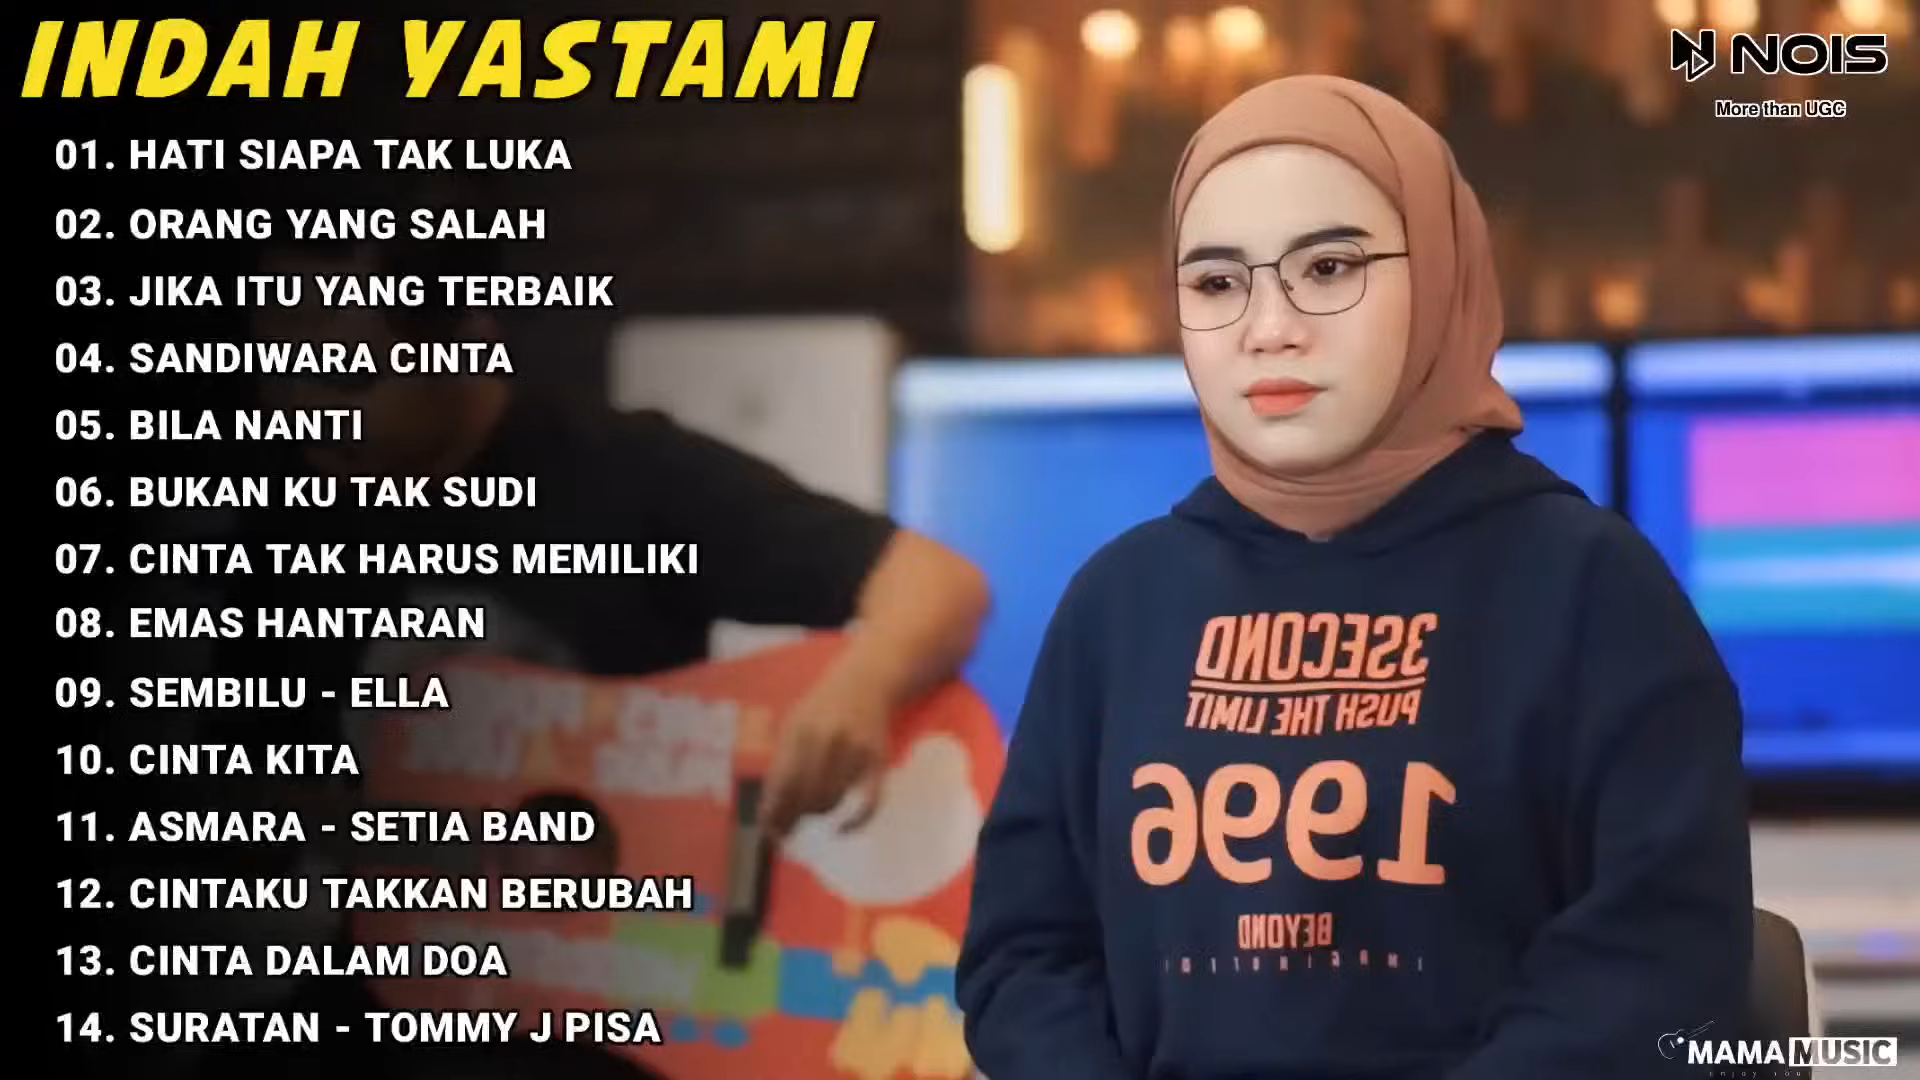 INDAH YASTAMI
NOIS
More than UGC
01. HATI SIAPA TAK LUKA
02. ORANG YANG SALAH
03. JIKA ITU YANG TERBAIK
04. SANDIWARA CINTA
05. BILA NANTI
06. BUKAN KU TAK SUDI
07. CINTA TAK HARUS MEMILIKI
08. EMAS HANTARAN
09. SEMBILU - ELLA
10. CINTA KITA
11. ASMARA - SETIA BAND
12. CINTAKU TAKKAN BERUBAH
13. CINTA DALAM DOA
14. SURATAN - TOMMY J PISA
3SECOND
PUSH THE LIMIT
1996
BEYOND
MAMA MUSIC